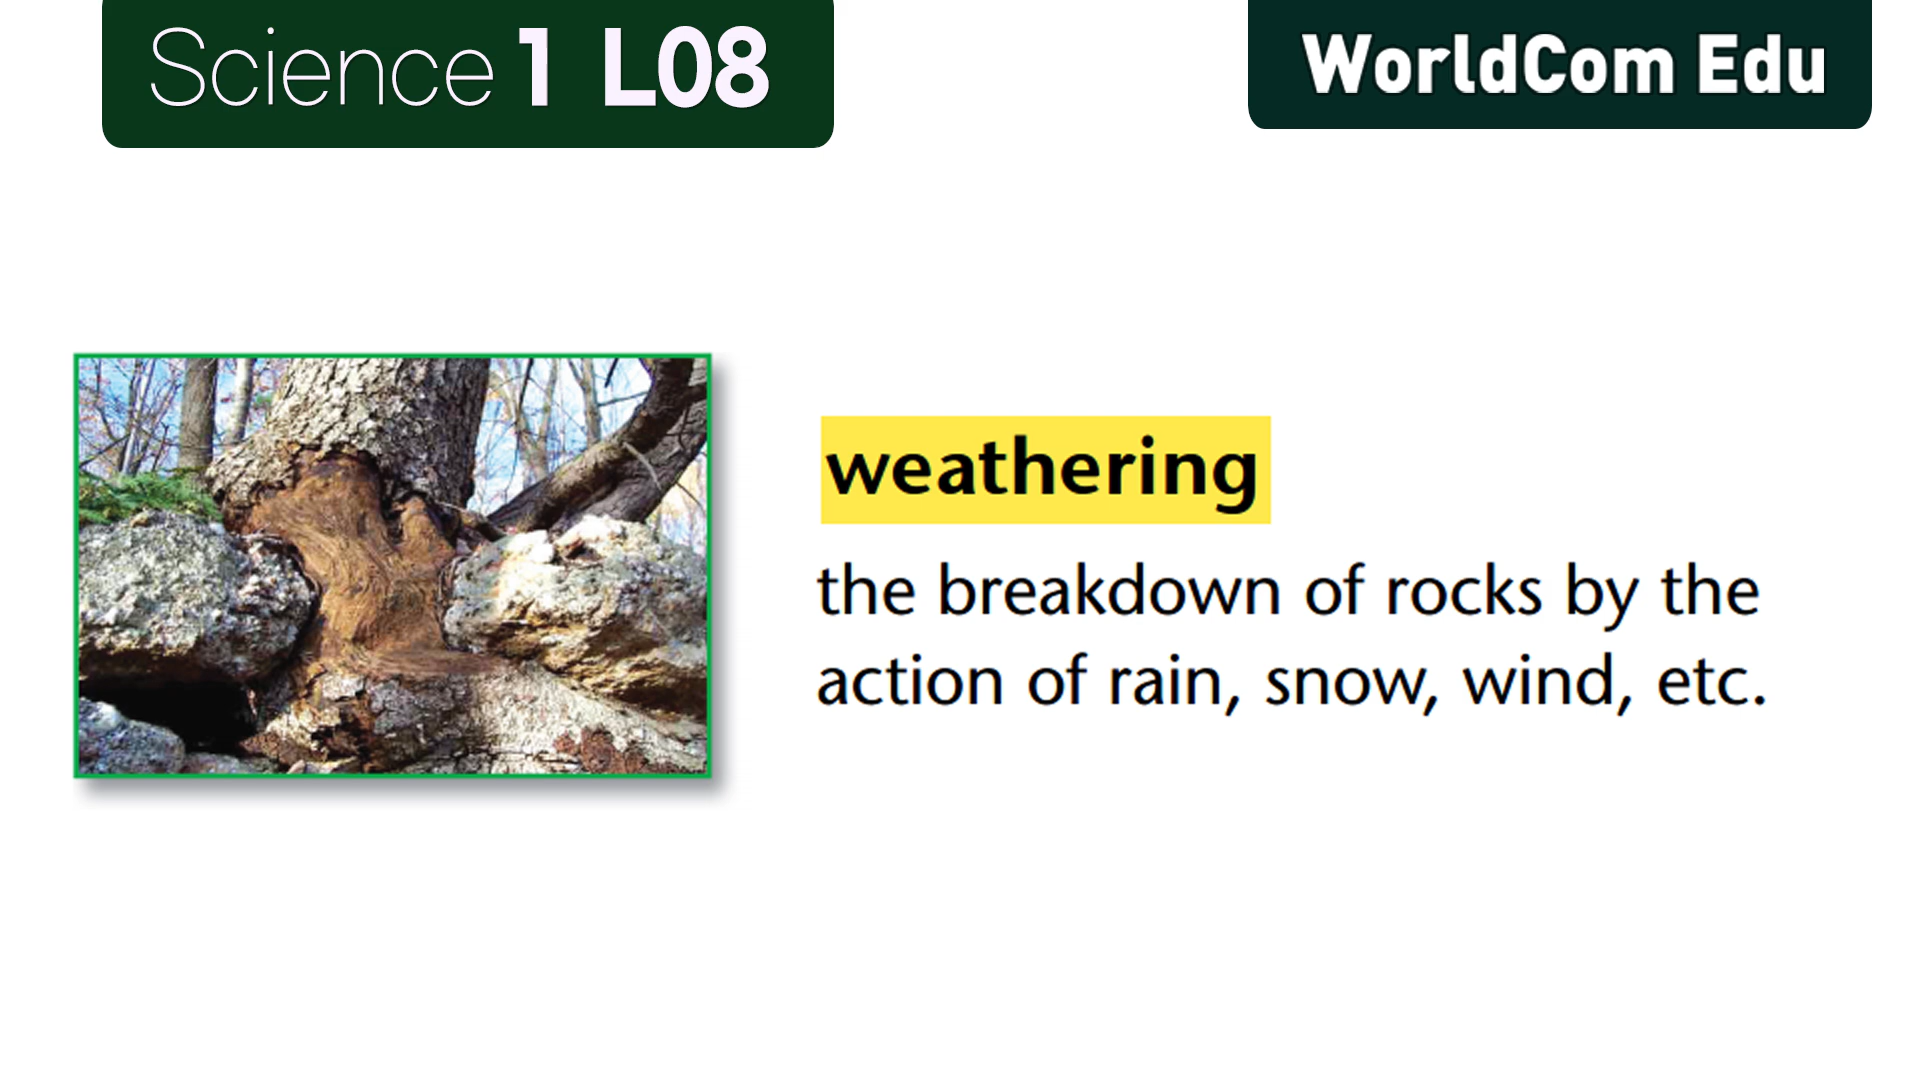 Science 1 L08
WorldCom Edu
weathering
the breakdown of rocks by the
action of rain, snow, wind, etc.